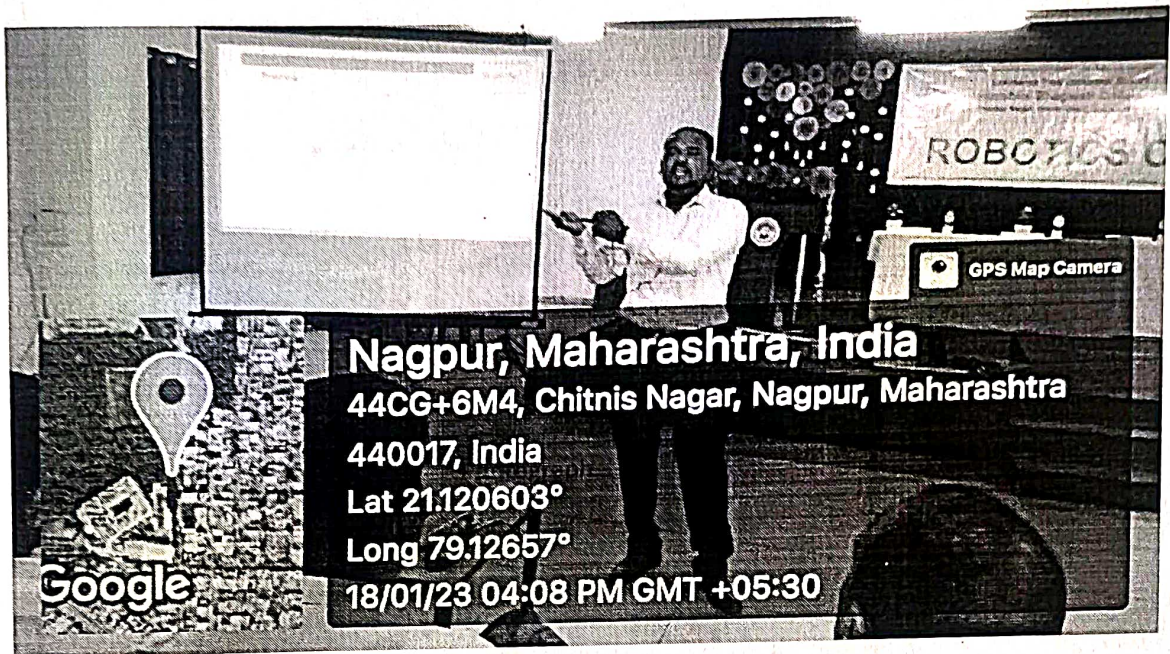 ROBOTICS
GPS Map Camera
Nagpur, Maharashtra, India
44CG+6M4, Chitnis Nagar, Nagpur, Maharashtra
440017, India
Lat 21.120603°
Long 79.12657°
18/01/23 04:08 PM GMT +05:30
Google